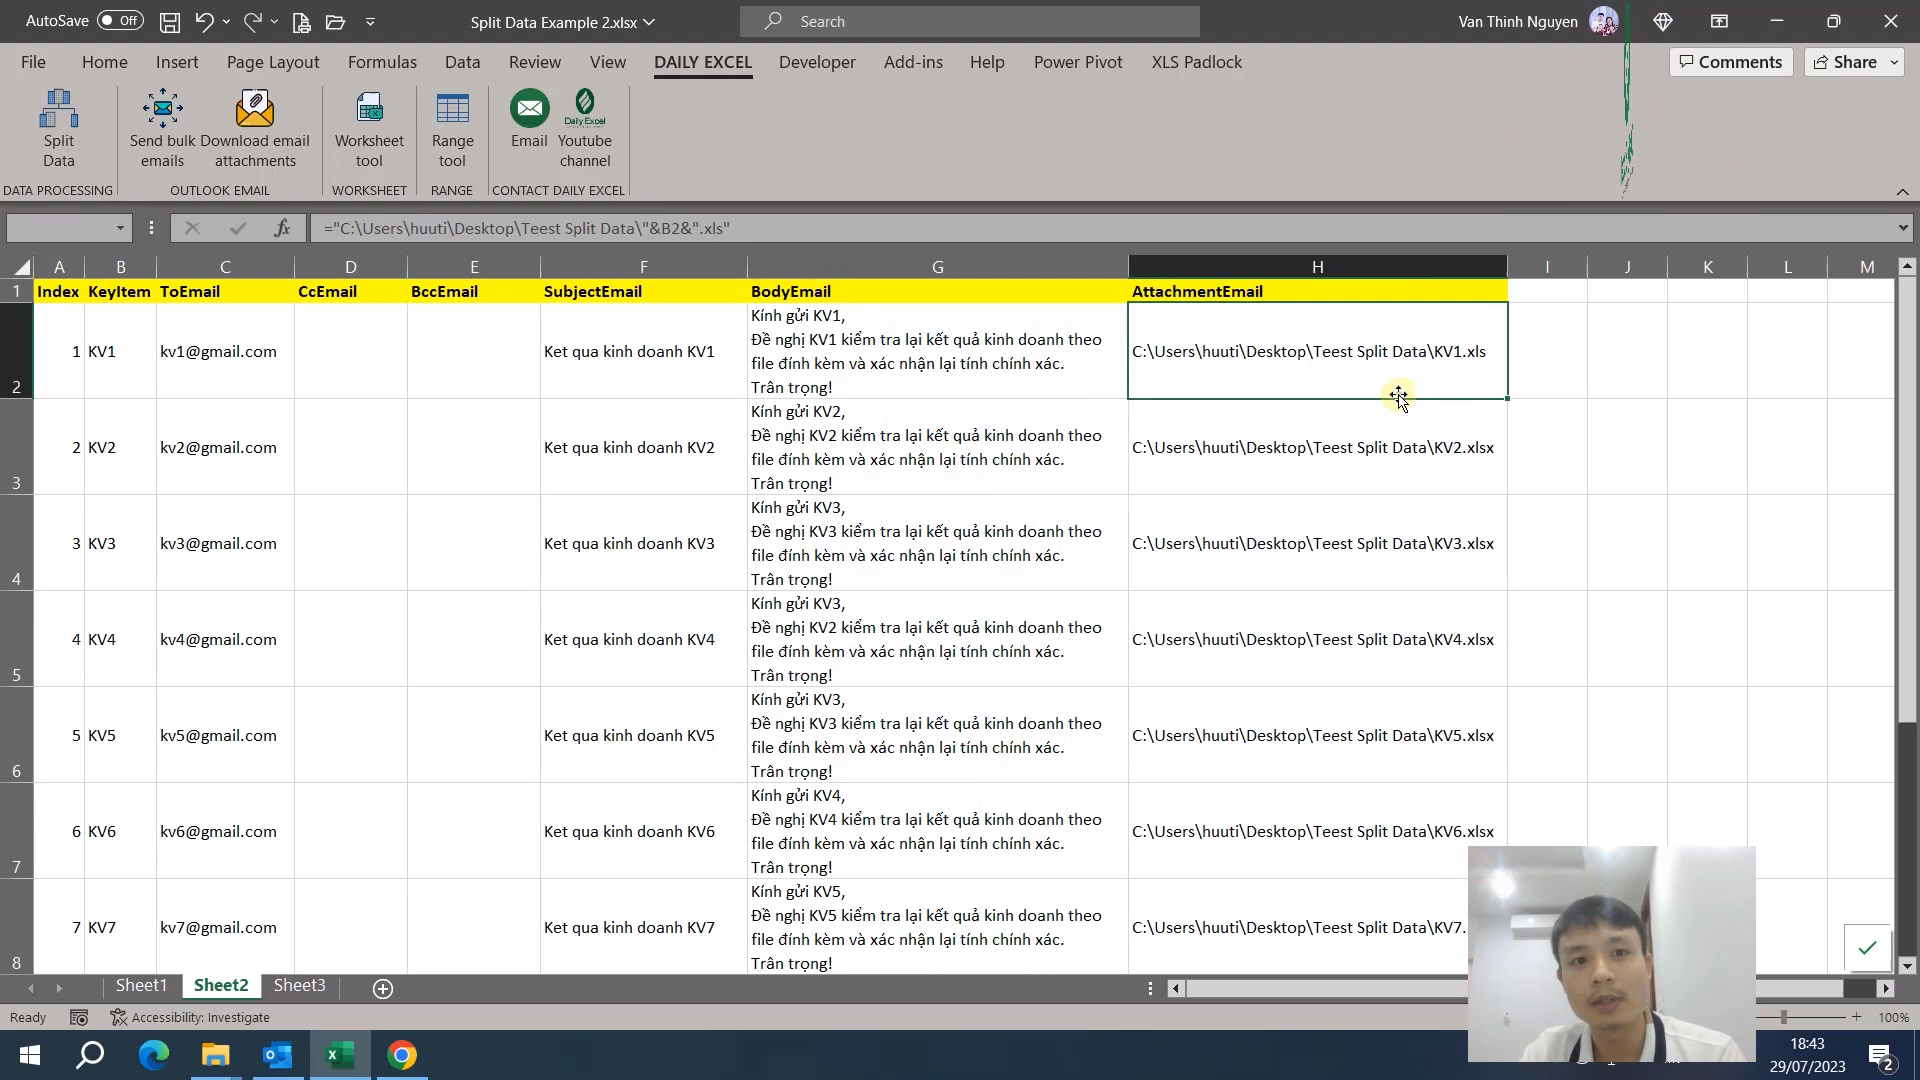 AutoSave Off Split Data Example 2.xlsx Search Van Thinh Nguyen
File Home Insert Page Layout Formulas Data Review View DAILY EXCEL Developer Add-ins Help Power Pivot XLS Padlock Comments Share
Split Data
Send bulk emails
Download email attachments
Worksheet tool
Range tool
Email
Daily Excel
Youtube channel
DATA PROCESSING OUTLOOK EMAIL WORKSHEET RANGE CONTACT DAILY EXCEL
fx ="C:\Users\huuti\Desktop\Teest Split Data\"&B2&".xls"
A B C D E F G H I J K L M
1 Index KeyItem ToEmail CcEmail BccEmail SubjectEmail BodyEmail AttachmentEmail
Kính gửi KV1,
1 KV1 kv1@gmail.com Ket qua kinh doanh KV1 Đề nghị KV1 kiểm tra lại kết quả kinh doanh theo C:\Users\huuti\Desktop\Teest Split Data\KV1.xls
file đính kèm và xác nhận lại tính chính xác.
2 Trân trọng!
Kính gửi KV2,
2 KV2 kv2@gmail.com Ket qua kinh doanh KV2 Đề nghị KV2 kiểm tra lại kết quả kinh doanh theo C:\Users\huuti\Desktop\Teest Split Data\KV2.xlsx
file đính kèm và xác nhận lại tính chính xác.
3 Trân trọng!
Kính gửi KV3,
3 KV3 kv3@gmail.com Ket qua kinh doanh KV3 Đề nghị KV3 kiểm tra lại kết quả kinh doanh theo C:\Users\huuti\Desktop\Teest Split Data\KV3.xlsx
file đính kèm và xác nhận lại tính chính xác.
4 Trân trọng!
Kính gửi KV3,
4 KV4 kv4@gmail.com Ket qua kinh doanh KV4 Đề nghị KV2 kiểm tra lại kết quả kinh doanh theo C:\Users\huuti\Desktop\Teest Split Data\KV4.xlsx
file đính kèm và xác nhận lại tính chính xác.
5 Trân trọng!
Kính gửi KV3,
5 KV5 kv5@gmail.com Ket qua kinh doanh KV5 Đề nghị KV3 kiểm tra lại kết quả kinh doanh theo C:\Users\huuti\Desktop\Teest Split Data\KV5.xlsx
file đính kèm và xác nhận lại tính chính xác.
6 Trân trọng!
Kính gửi KV4,
6 KV6 kv6@gmail.com Ket qua kinh doanh KV6 Đề nghị KV4 kiểm tra lại kết quả kinh doanh theo C:\Users\huuti\Desktop\Teest Split Data\KV6.xlsx
file đính kèm và xác nhận lại tính chính xác.
7 Trân trọng!
Kính gửi KV5,
7 KV7 kv7@gmail.com Ket qua kinh doanh KV7 Đề nghị KV5 kiểm tra lại kết quả kinh doanh theo C:\Users\huuti\Desktop\Teest Split Data\KV7.
file đính kèm và xác nhận lại tính chính xác.
8 Trân trọng!
Sheet1 Sheet2 Sheet3
Ready Accessibility: Investigate 100%
18:43
29/07/2023
2